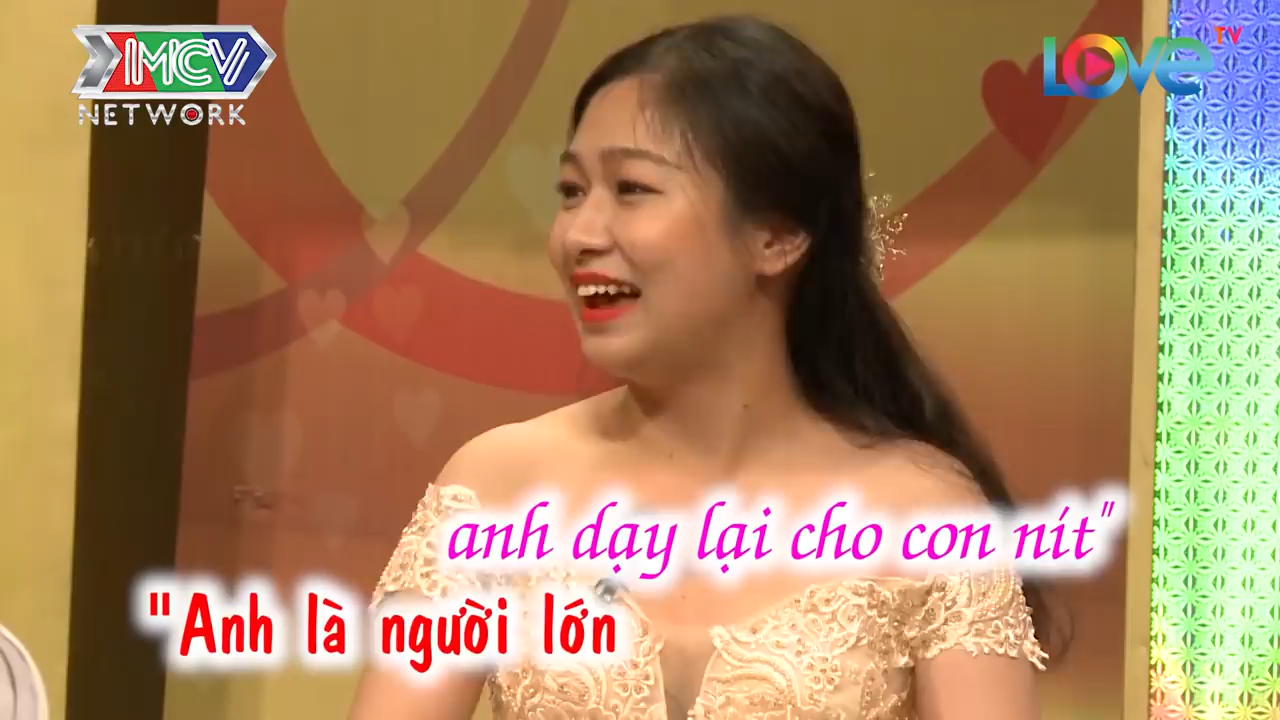 MCV
NETWORK
LOVE TV
anh dạy lại cho con nít"
"Anh là người lớn